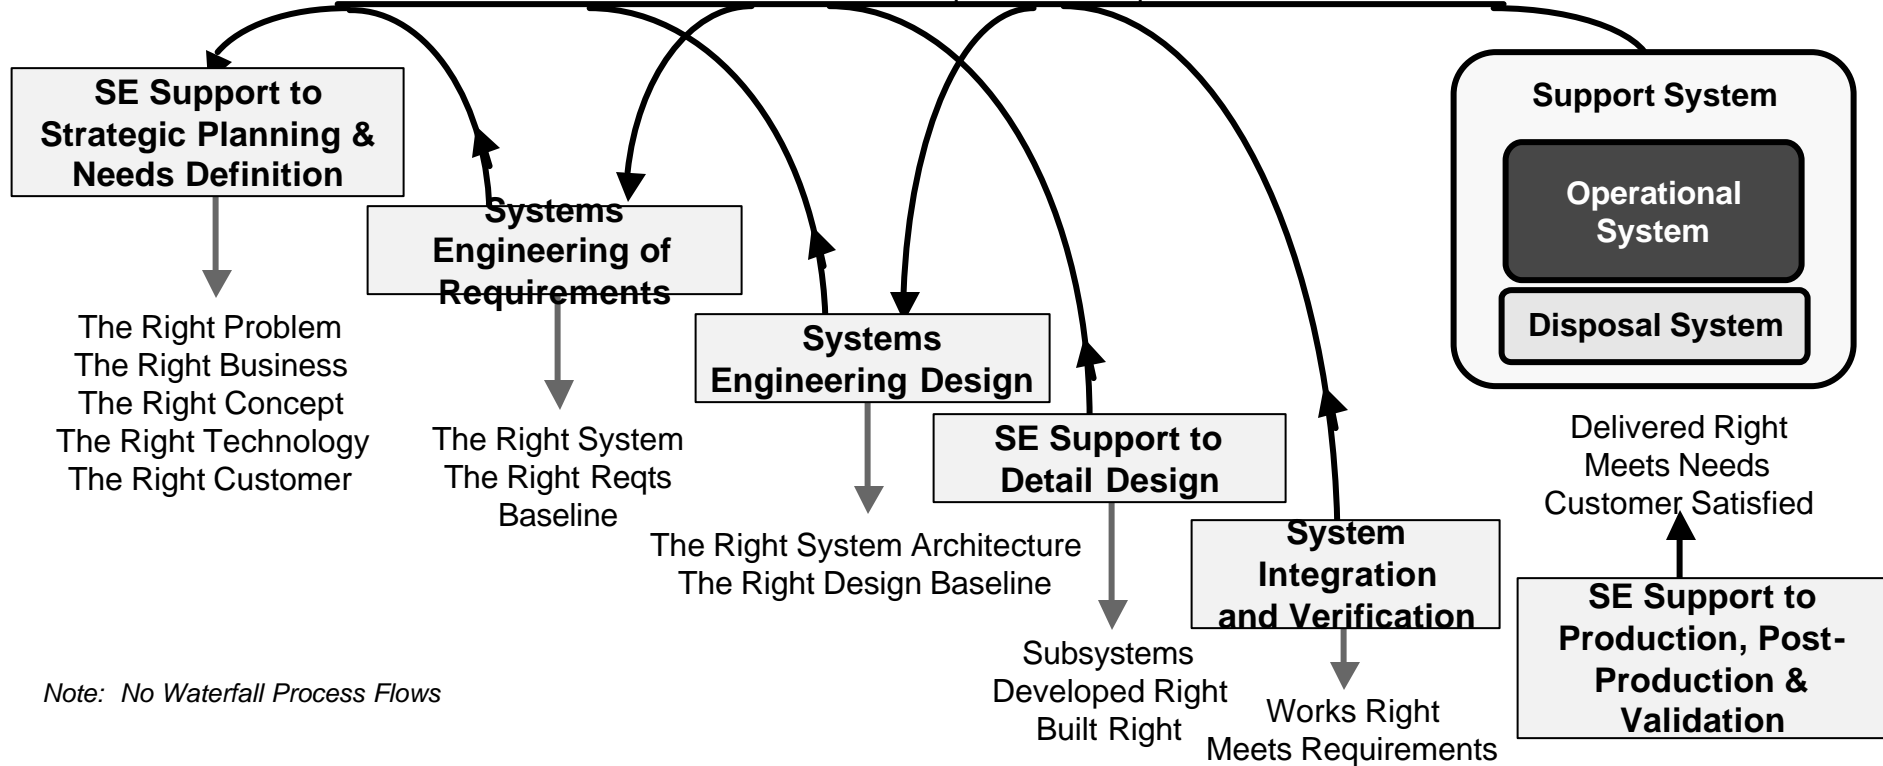 SE Support to
Strategic Planning &
Needs Definition
The Right Problem
The Right Business
The Right Concept
The Right Technology
The Right Customer
Systems
Engineering of
Requirements
The Right System
The Right Reqts
Baseline
Systems
Engineering Design
The Right System Architecture
The Right Design Baseline
SE Support to
Detail Design
Subsystems
Developed Right
Built Right
System
Integration
and Verification
Works Right
Meets Requirements
Support System
Operational
System
Disposal System
Delivered Right
Meets Needs
Customer Satisfied
SE Support to
Production, Post-
Production &
Validation
Note: No Waterfall Process Flows